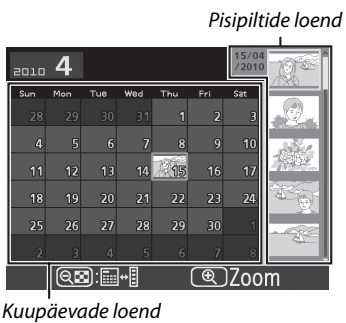 Pisipiltide loend
2010 4
15/04
/2010
Sun Mon Tue Wed Thu Fri Sat
28 29 30 31 1 2 3
4 5 6 7 8 9 10
11 12 13 14 15 16 17
18 19 20 21 22 23 24
25 26 27 28 29 30 1
2 3 4 5 6 7 8
: Zoom
Kuupäevade loend